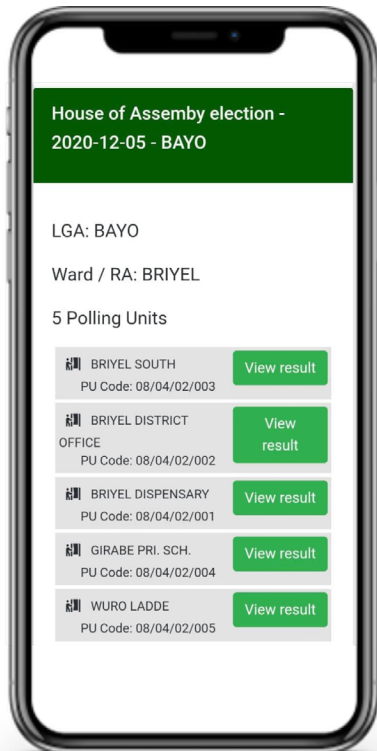 House of Assemby election -
2020-12-05 - BAYO
LGA: BAYO
Ward / RA: BRIYEL
5 Polling Units
BRIYEL SOUTH
PU Code: 08/04/02/003
View result
BRIYEL DISTRICT
OFFICE
PU Code: 08/04/02/002
View
result
BRIYEL DISPENSARY
PU Code: 08/04/02/001
View result
GIRABE PRI. SCH.
PU Code: 08/04/02/004
View result
WURO LADDE
PU Code: 08/04/02/005
View result